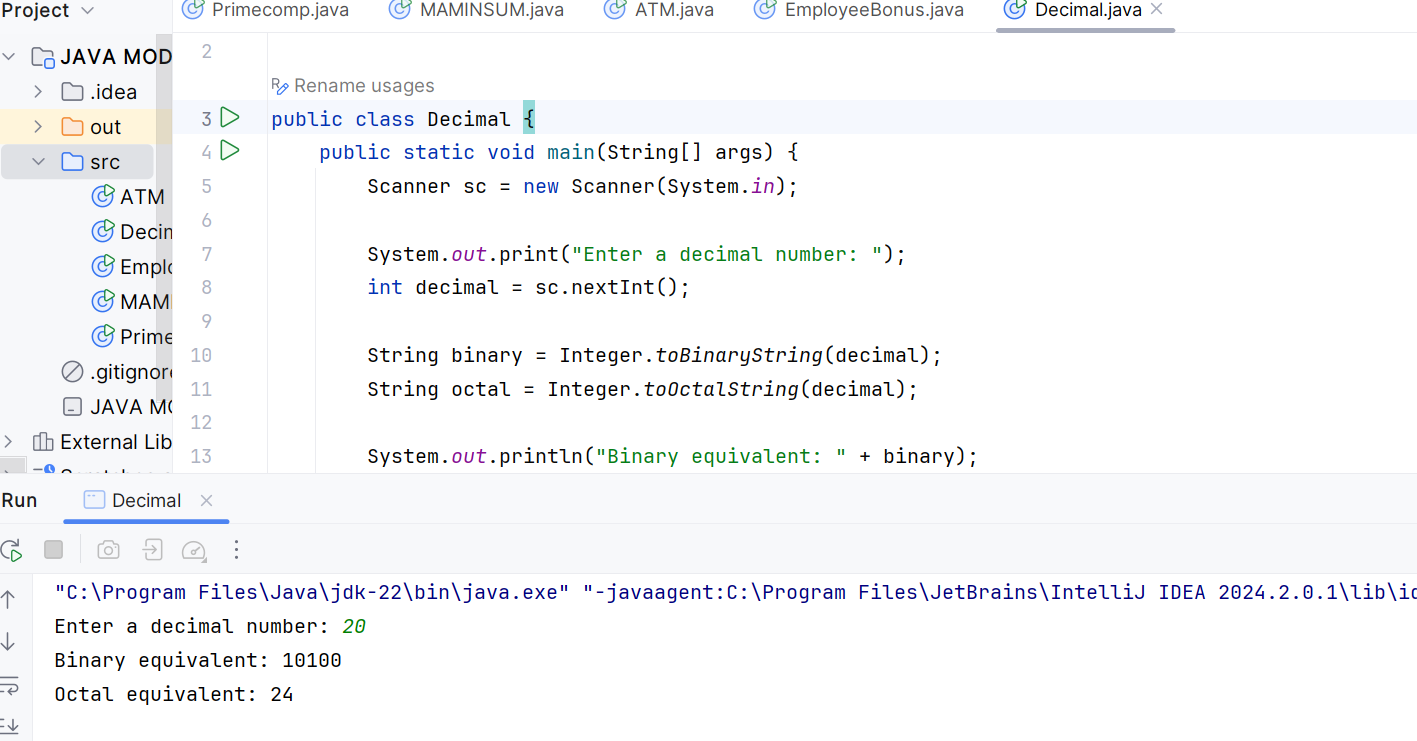 Project
Primecomp.java MAMINSUM.java ATM.java EmployeeBonus.java Decimal.java
JAVA MOD
.idea
out
src
ATM
Decim
Emplo
MAM
Prime
.gitignor
JAVA MO
External Lib
2
Rename usages
3 public class Decimal {
4 public static void main(String[] args) {
5 Scanner sc = new Scanner(System.in);
6
7 System.out.print("Enter a decimal number: ");
8 int decimal = sc.nextInt();
9
10 String binary = Integer.toBinaryString(decimal);
11 String octal = Integer.toOctalString(decimal);
12
13 System.out.println("Binary equivalent: " + binary);
Run Decimal
"C:\Program Files\Java\jdk-22\bin\java.exe" "-javaagent:C:\Program Files\JetBrains\IntelliJ IDEA 2024.2.0.1\lib\id
Enter a decimal number: 20
Binary equivalent: 10100
Octal equivalent: 24